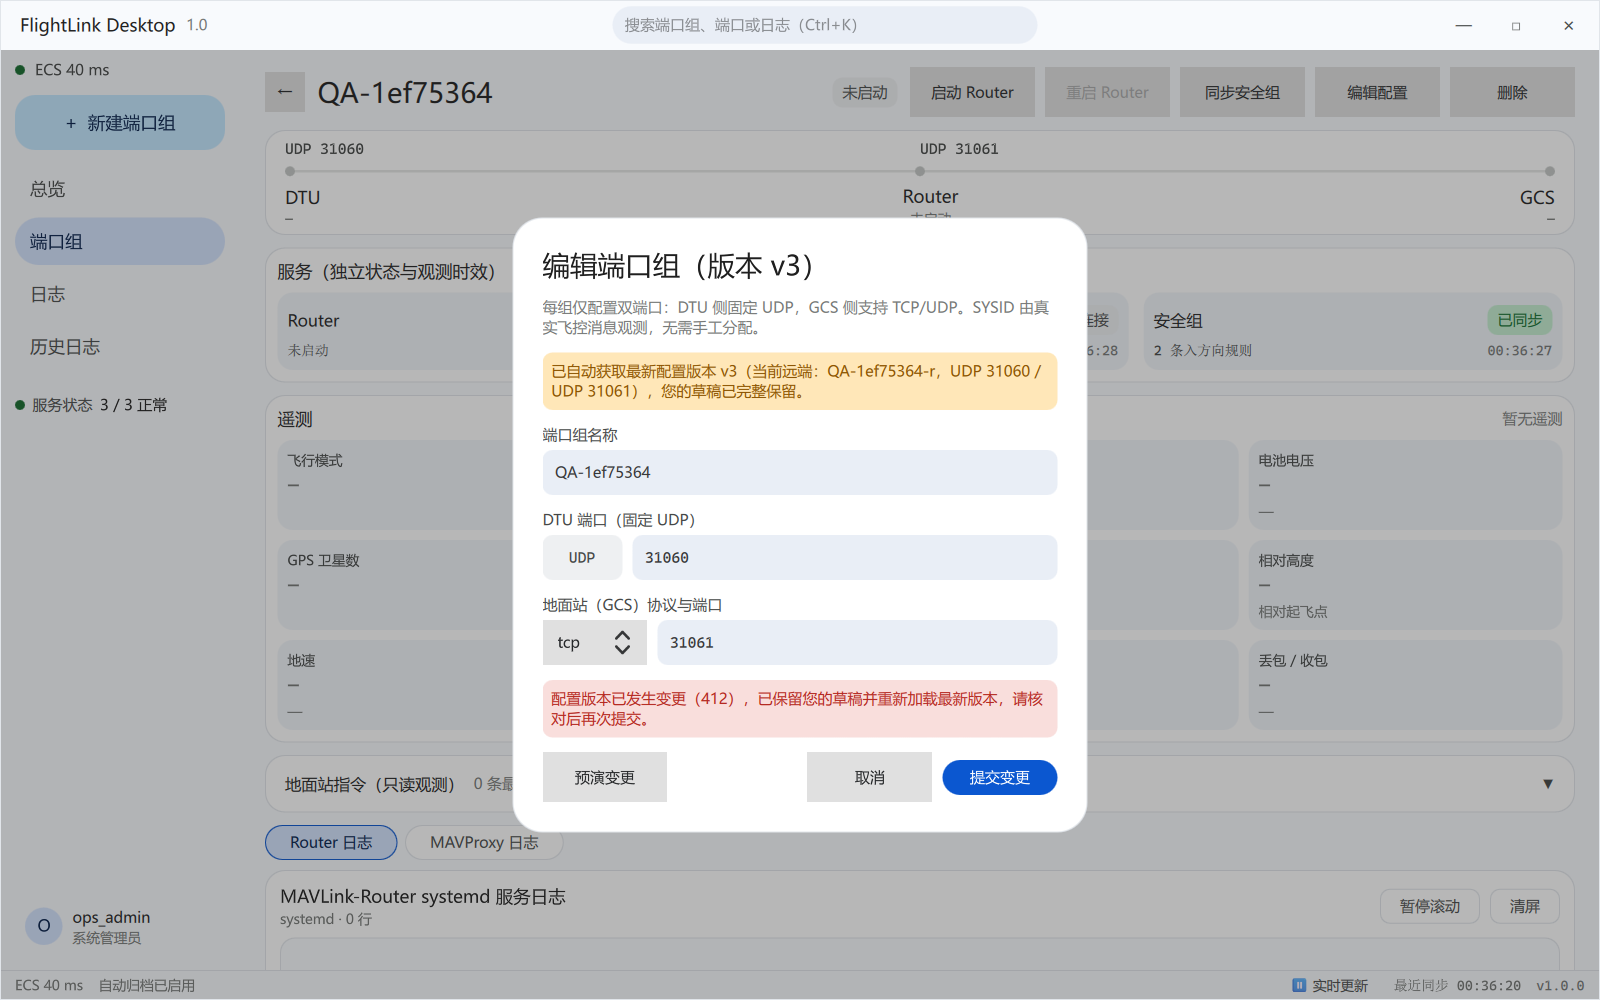 FlightLink Desktop 1.0
搜索端口组、端口或日志（Ctrl+K）
ECS 40 ms
+ 新建端口组
总览
端口组
日志
历史日志
服务状态 3 / 3 正常
← QA-1ef75364
未启动
启动 Router
重启 Router
同步安全组
编辑配置
删除
UDP 31060
UDP 31061
DTU
Router
GCS
–
–
服务（独立状态与观测时效）
Router
未启动
连接
6:28
安全组
已同步
2 条入方向规则
00:36:27
遥测
暂无遥测
飞行模式
—
电池电压
—
—
GPS 卫星数
—
相对高度
—
相对起飞点
地速
—
—
丢包 / 收包
—
—
地面站指令（只读观测）
0 条最
▼
编辑端口组（版本 v3）
每组仅配置双端口：DTU 侧固定 UDP，GCS 侧支持 TCP/UDP。SYSID 由真
实飞控消息观测，无需手工分配。
已自动获取最新配置版本 v3（当前远端：QA-1ef75364-r，UDP 31060 /
UDP 31061），您的草稿已完整保留。
端口组名称
QA-1ef75364
DTU 端口（固定 UDP）
UDP
31060
地面站（GCS）协议与端口
tcp
31061
配置版本已发生变更（412），已保留您的草稿并重新加载最新版本，请核
对后再次提交。
预演变更
取消
提交变更
Router 日志
MAVProxy 日志
MAVLink-Router systemd 服务日志
systemd · 0 行
暂停滚动
清屏
O
ops_admin
系统管理员
ECS 40 ms 自动归档已启用
实时更新
最近同步 00:36:20
v1.0.0